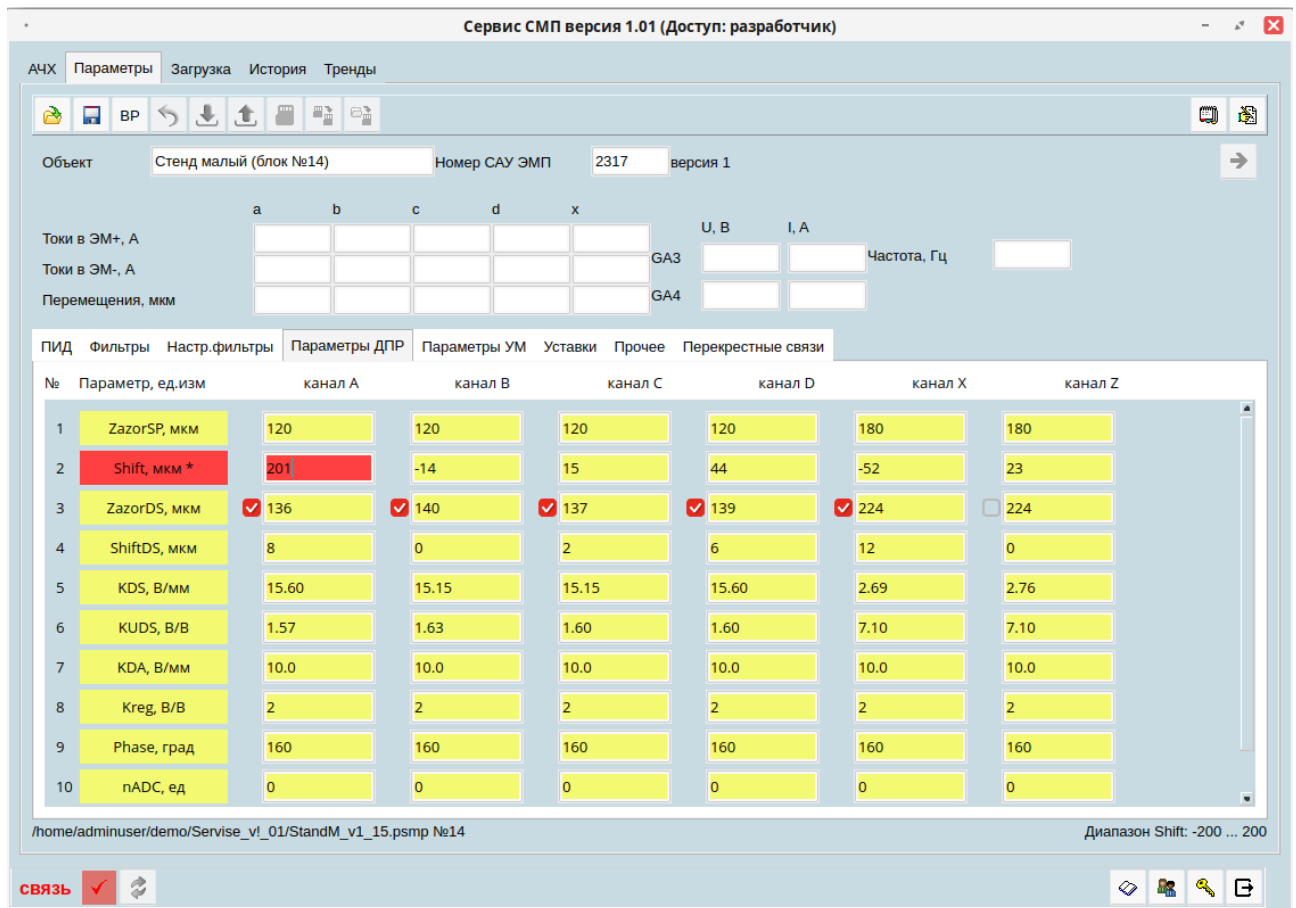 Сервис СМП версия 1.01 (Доступ: разработчик)
АЧХ Параметры Загрузка История Тренды
ВР
Объект Стенд малый (блок №14) Номер САУ ЭМП 2317 версия 1
a b c d x
U, В I, А
Токи в ЭМ+, А
GA3 Частота, Гц
Токи в ЭМ-, А
Перемещения, мкм GA4
ПИД Фильтры Настр.фильтры Параметры ДПР Параметры УМ Уставки Прочее Перекрестные связи
№ Параметр, ед.изм канал A канал B канал C канал D канал X канал Z
1 ZazorSP, мкм 120 120 120 120 180 180
2 Shift, мкм * 201 -14 15 44 -52 23
3 ZazorDS, мкм 136 140 137 139 224 224
4 ShiftDS, мкм 8 0 2 6 12 0
5 KDS, В/мм 15.60 15.15 15.15 15.60 2.69 2.76
6 KUDS, В/В 1.57 1.63 1.60 1.60 7.10 7.10
7 KDA, В/мм 10.0 10.0 10.0 10.0 10.0 10.0
8 Kreg, В/В 2 2 2 2 2 2
9 Phase, град 160 160 160 160 160 160
10 nADC, ед 0 0 0 0 0 0
/home/adminuser/demo/Servise_v!_01/StandM_v1_15.psmp №14 Диапазон Shift: -200 ... 200
связь